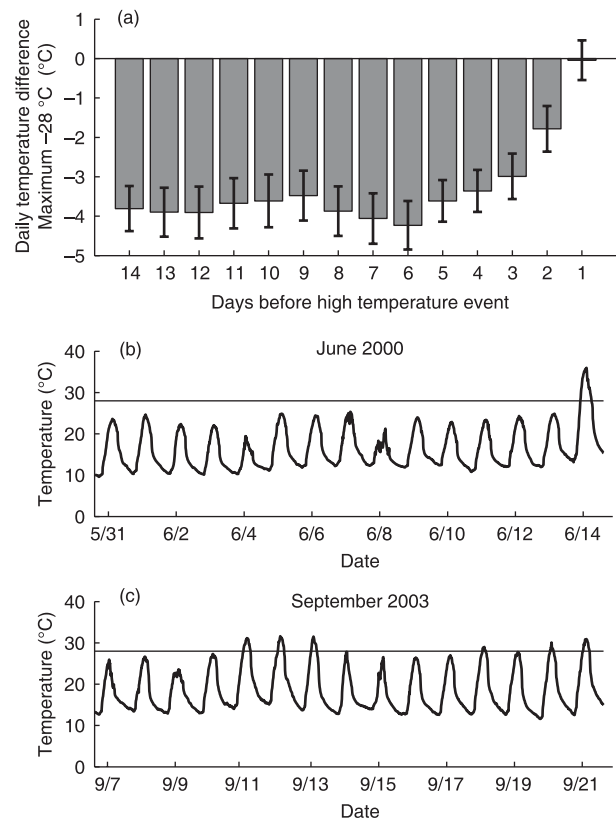 (a)
Daily temperature difference
Maximum –28 °C (°C)
1
0
–1
–2
–3
–4
–5
14 13 12 11 10 9 8 7 6 5 4 3 2 1
Days before high temperature event
(b)
June 2000
Temperature (°C)
40
30
20
10
0
5/31 6/2 6/4 6/6 6/8 6/10 6/12 6/14
Date
(c)
September 2003
Temperature (°C)
40
30
20
10
0
9/7 9/9 9/11 9/13 9/15 9/17 9/19 9/21
Date